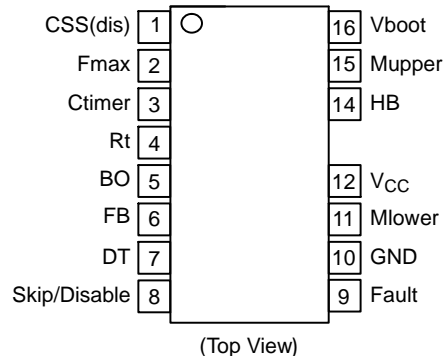 CSS(dis) 1 16 Vboot
Fmax 2 15 Mupper
Ctimer 3 14 HB
Rt 4
BO 5 12 VCC
FB 6 11 Mlower
DT 7 10 GND
Skip/Disable 8 9 Fault
(Top View)